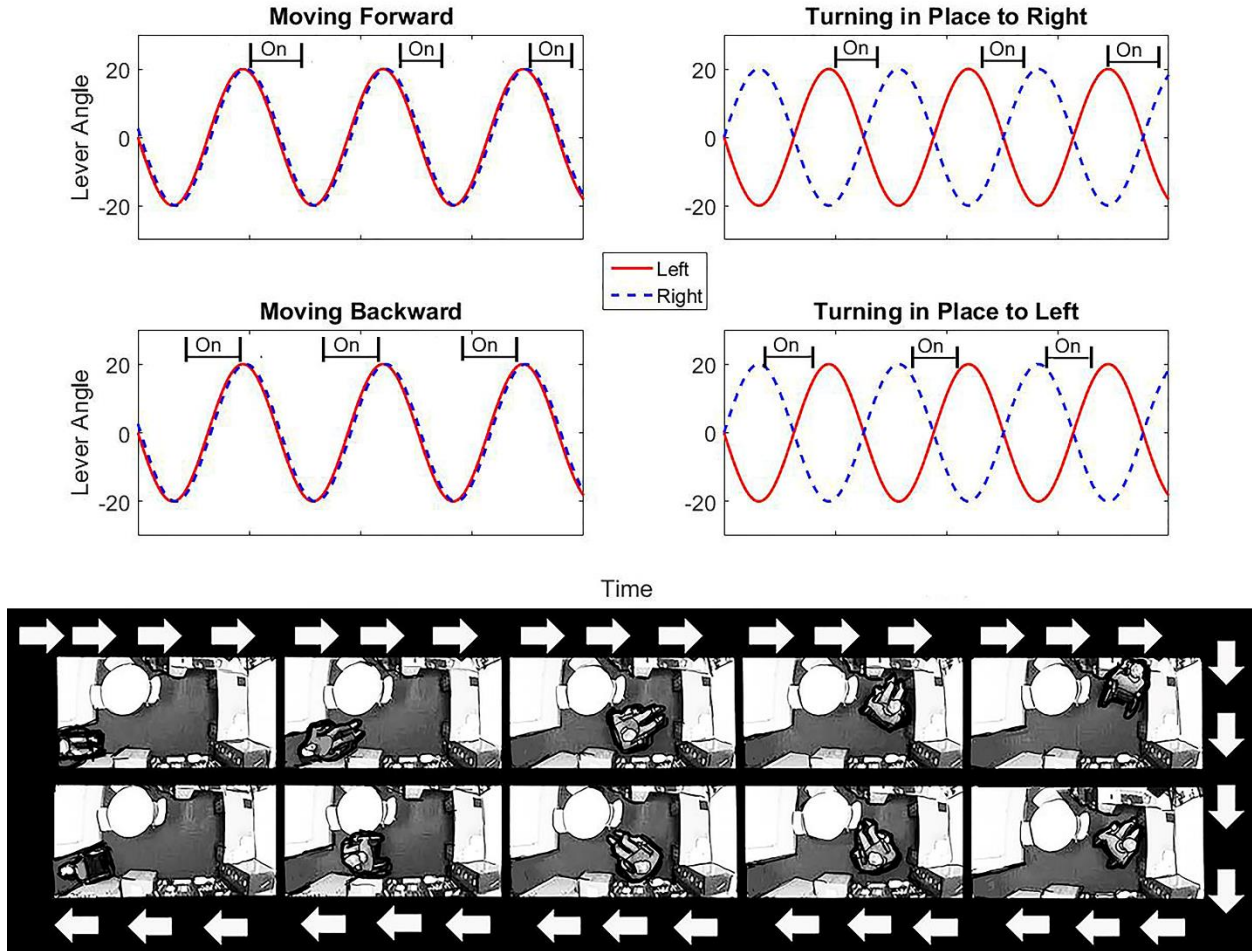 Moving Forward
On On On
20
0
-20
Lever Angle
Turning in Place to Right
On On On
20
0
-20
Left
Right
Moving Backward
On On On
20
0
-20
Lever Angle
Turning in Place to Left
On On On
20
0
-20
Time